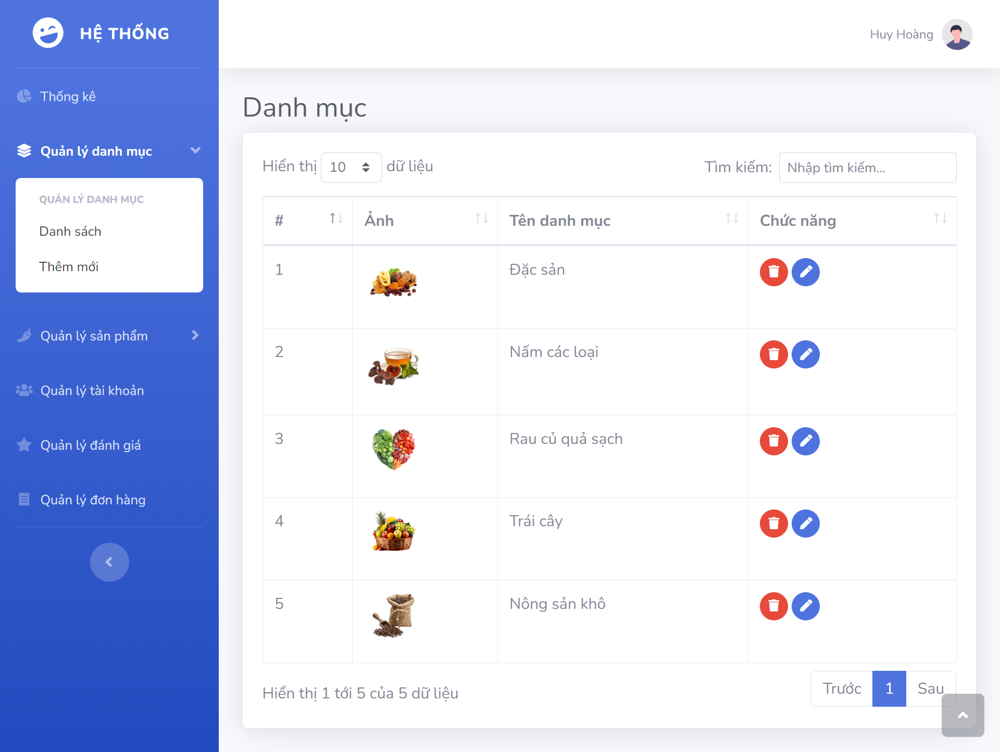 HỆ THỐNG
Huy Hoàng
Thống kê
Quản lý danh mục
QUẢN LÝ DANH MỤC
Danh sách
Thêm mới
Quản lý sản phẩm
Quản lý tài khoản
Quản lý đánh giá
Quản lý đơn hàng
Danh mục
Hiển thị 10 dữ liệu
Tìm kiếm: Nhập tìm kiếm...
# Ảnh Tên danh mục Chức năng
1 Đặc sản
2 Nấm các loại
3 Rau củ quả sạch
4 Trái cây
5 Nông sản khô
Hiển thị 1 tới 5 của 5 dữ liệu
Trước 1 Sau